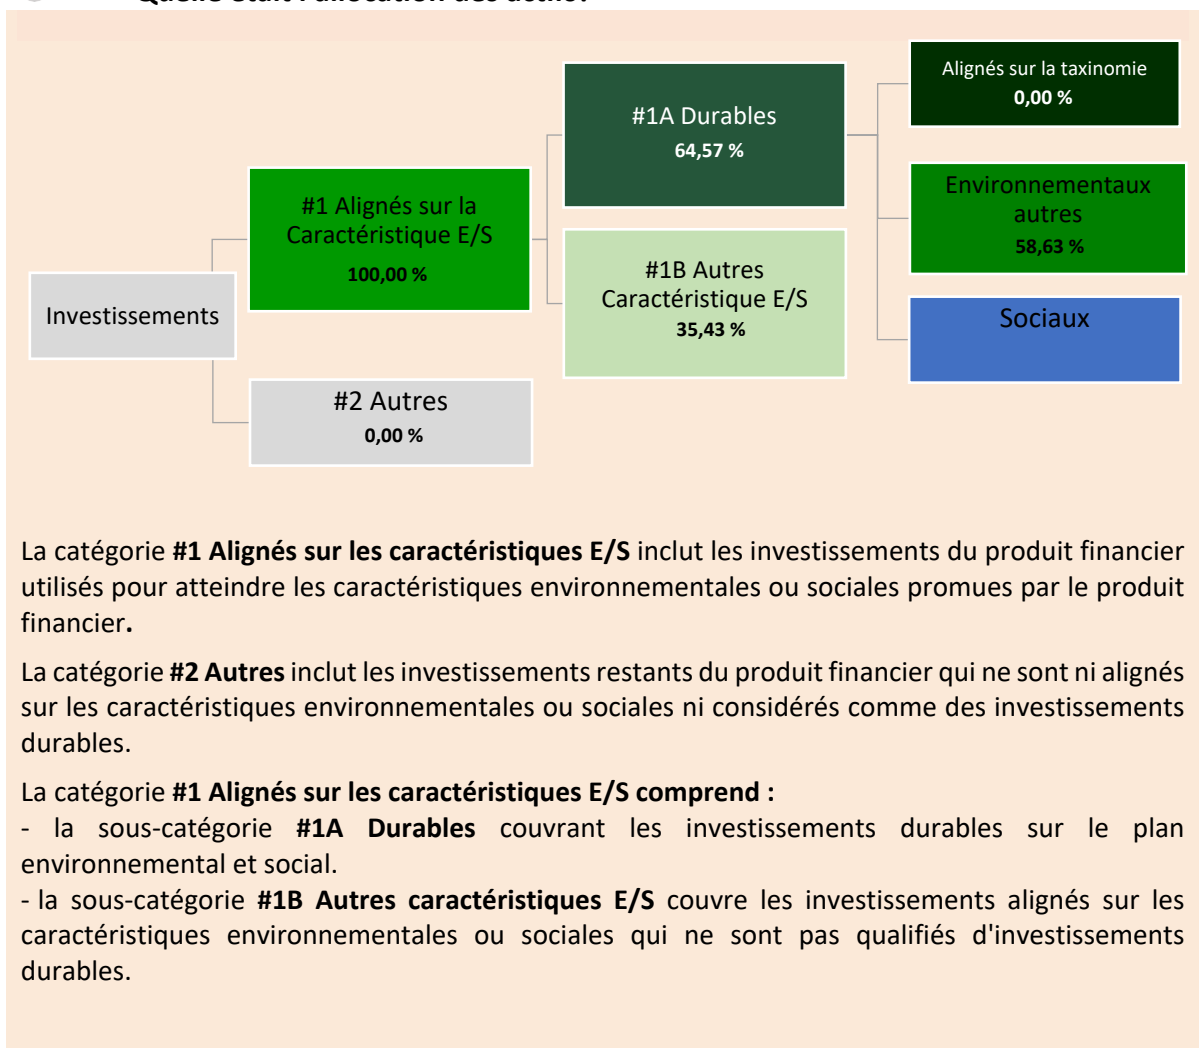 Quelle était l'allocation des actifs?
Alignés sur la taxinomie
0,00 %
#1A Durables
64,57 %
Environnementaux
autres
58,63 %
#1 Alignés sur la
Caractéristique E/S
100,00 %
#1B Autres
Caractéristique E/S
35,43 %
Sociaux
Investissements
#2 Autres
0,00 %
La catégorie #1 Alignés sur les caractéristiques E/S inclut les investissements du produit financier
utilisés pour atteindre les caractéristiques environnementales ou sociales promues par le produit
financier.
La catégorie #2 Autres inclut les investissements restants du produit financier qui ne sont ni alignés
sur les caractéristiques environnementales ou sociales ni considérés comme des investissements
durables.
La catégorie #1 Alignés sur les caractéristiques E/S comprend :
- la sous-catégorie #1A Durables couvrant les investissements durables sur le plan
environnemental et social.
- la sous-catégorie #1B Autres caractéristiques E/S couvre les investissements alignés sur les
caractéristiques environnementales ou sociales qui ne sont pas qualifiés d'investissements
durables.